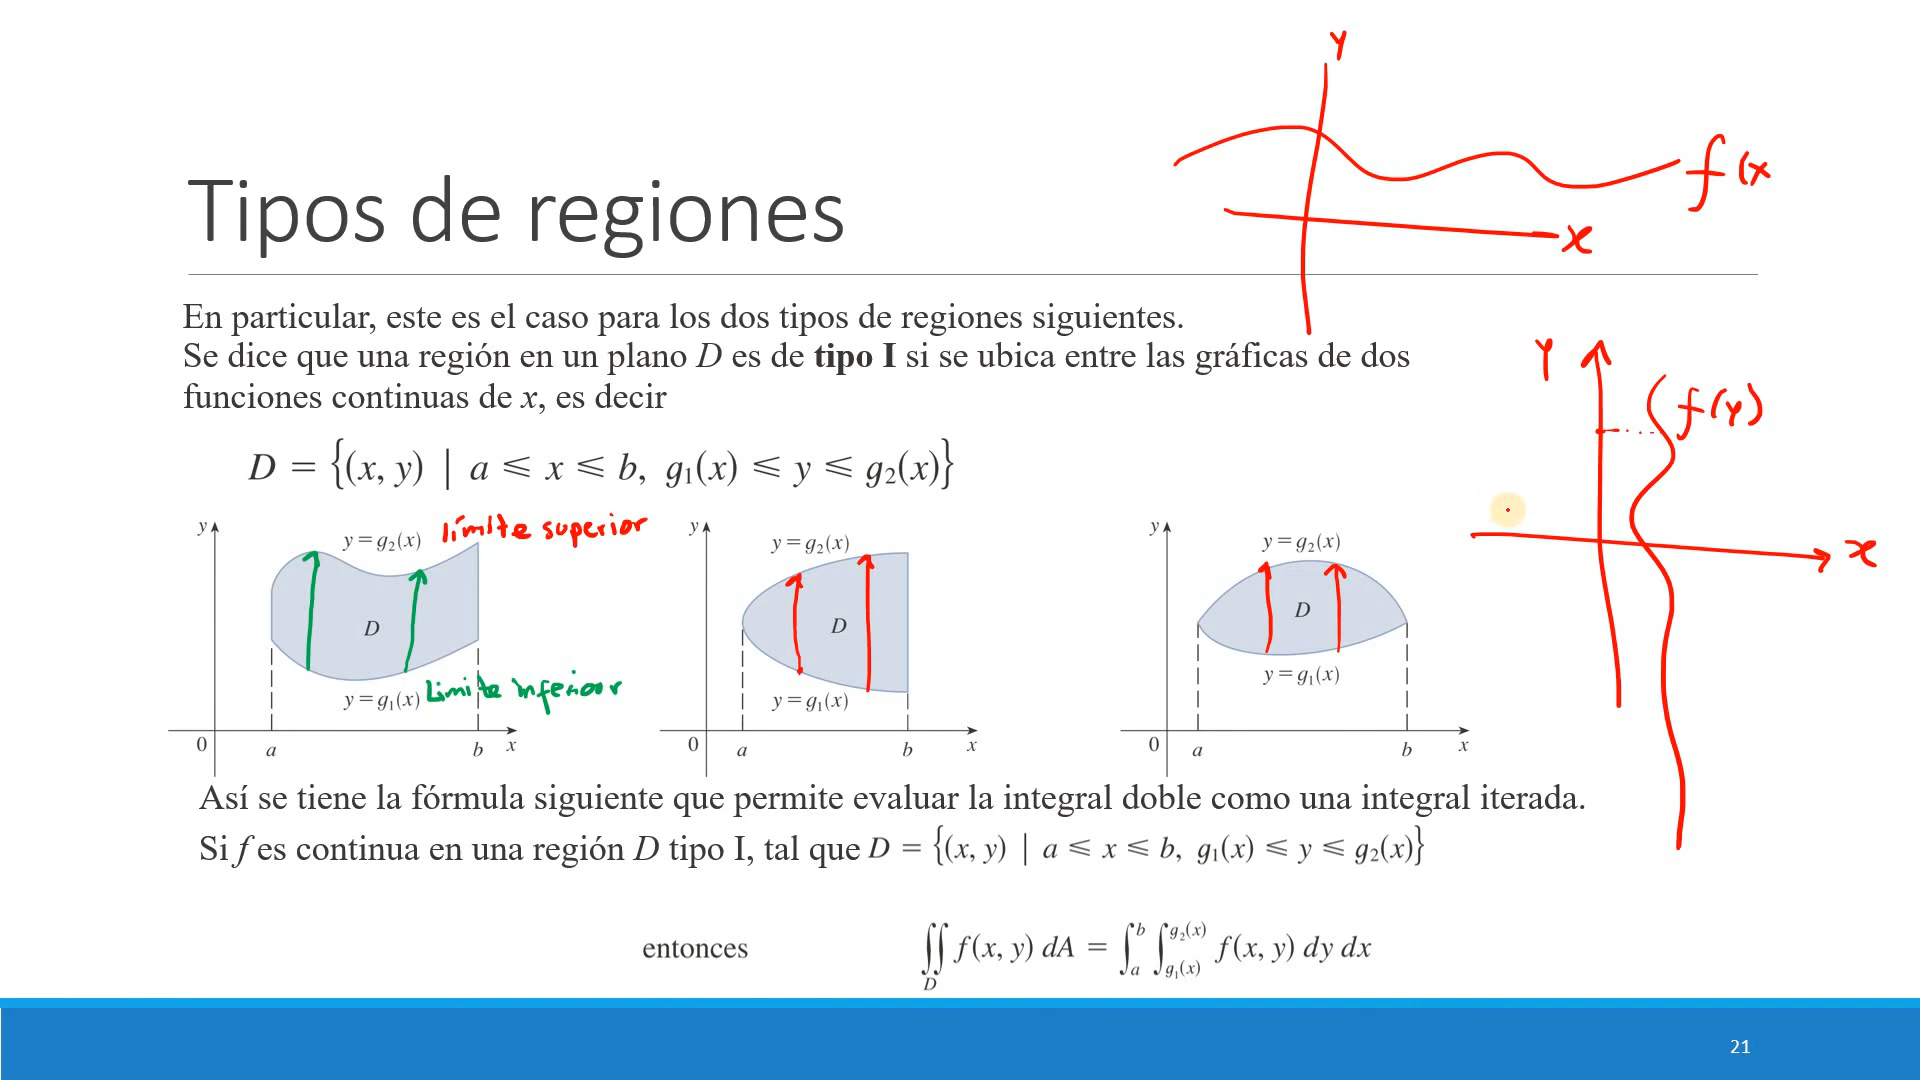 Y
f(x
x
Tipos de regiones
En particular, este es el caso para los dos tipos de regiones siguientes.
Se dice que una región en un plano D es de tipo I si se ubica entre las gráficas de dos
funciones continuas de x, es decir
D = {(x, y) | a ⩽ x ⩽ b, g₁(x) ⩽ y ⩽ g₂(x)}
Y
f(y)
x
y
y = g₂(x)
límite superior
D
y = g₁(x)
Limite inferior
0
a
b
x
y
y = g₂(x)
D
y = g₁(x)
0
a
b
x
y
y = g₂(x)
D
y = g₁(x)
0
a
b
x
Así se tiene la fórmula siguiente que permite evaluar la integral doble como una integral iterada.
Si f es continua en una región D tipo I, tal que D = {(x, y) | a ⩽ x ⩽ b, g₁(x) ⩽ y ⩽ g₂(x)}
entonces ∬_D f(x, y) dA = ∫_a^b ∫_{g₁(x)}^{g₂(x)} f(x, y) dy dx
21